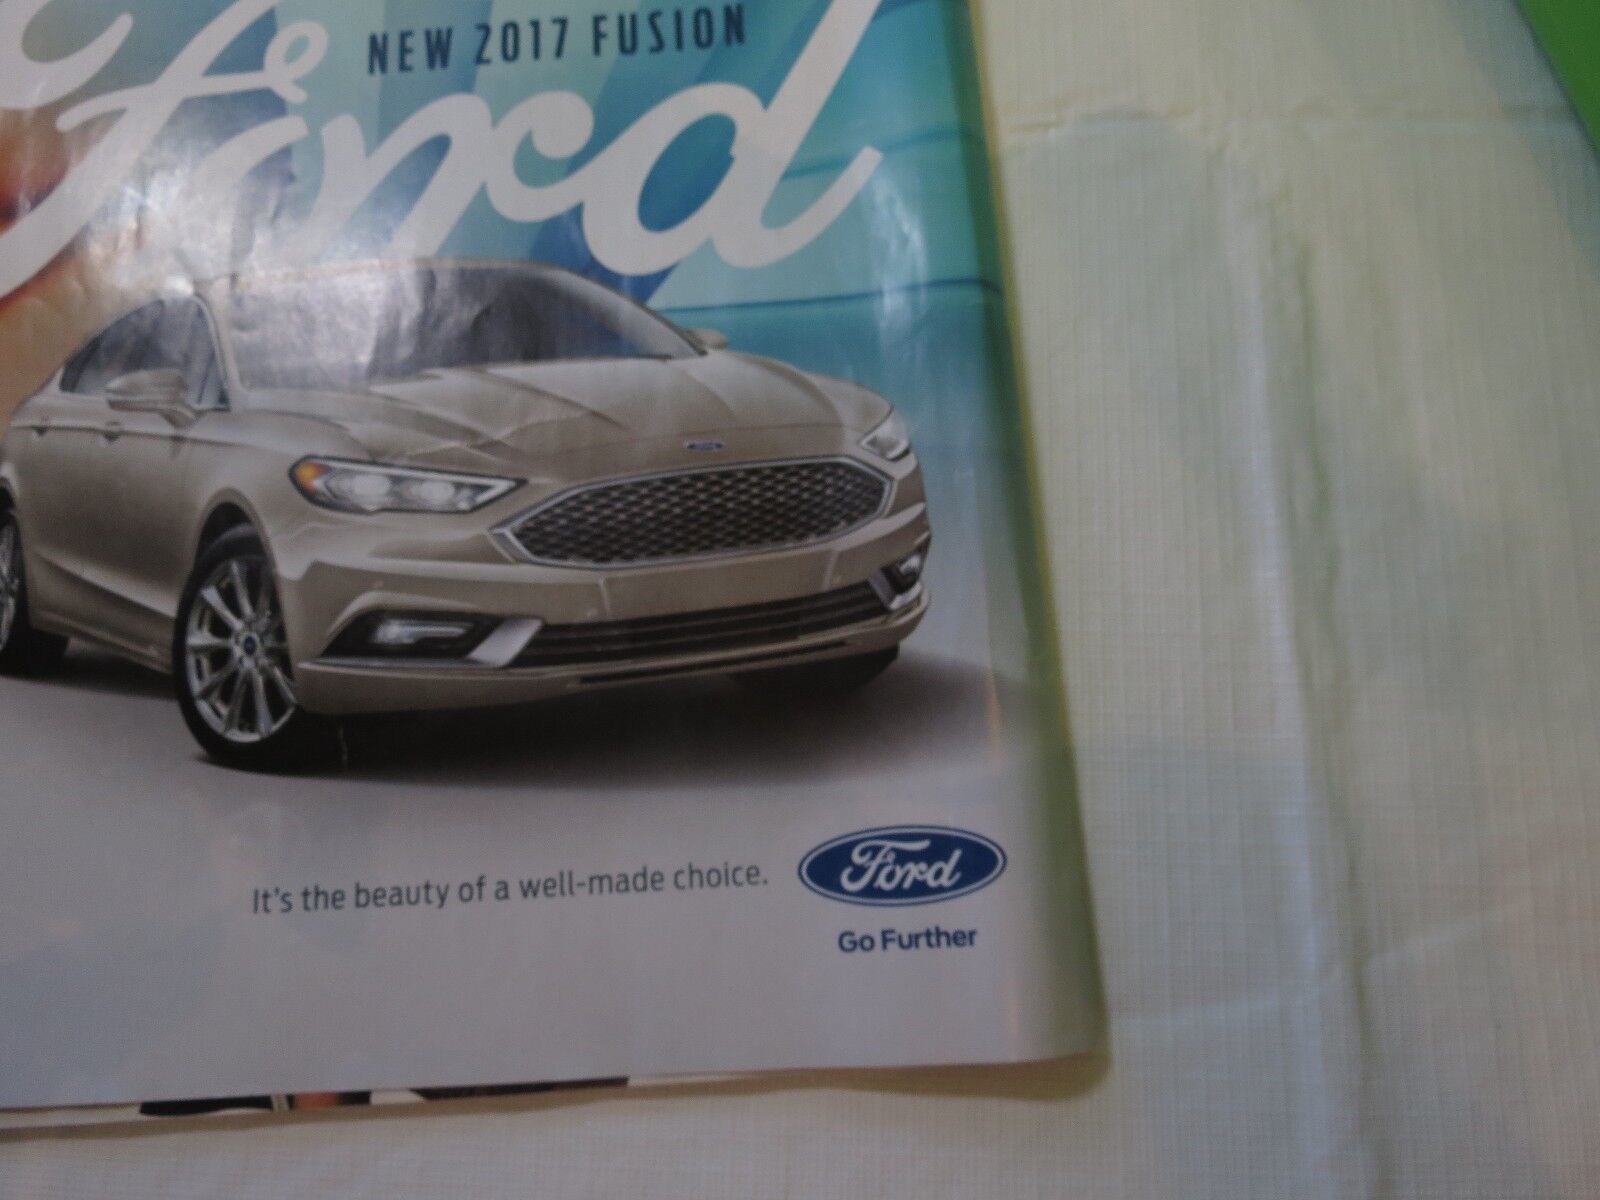 NEW 2017 FUSION
Ford
It's the beauty of a well-made choice.
Ford
Go Further